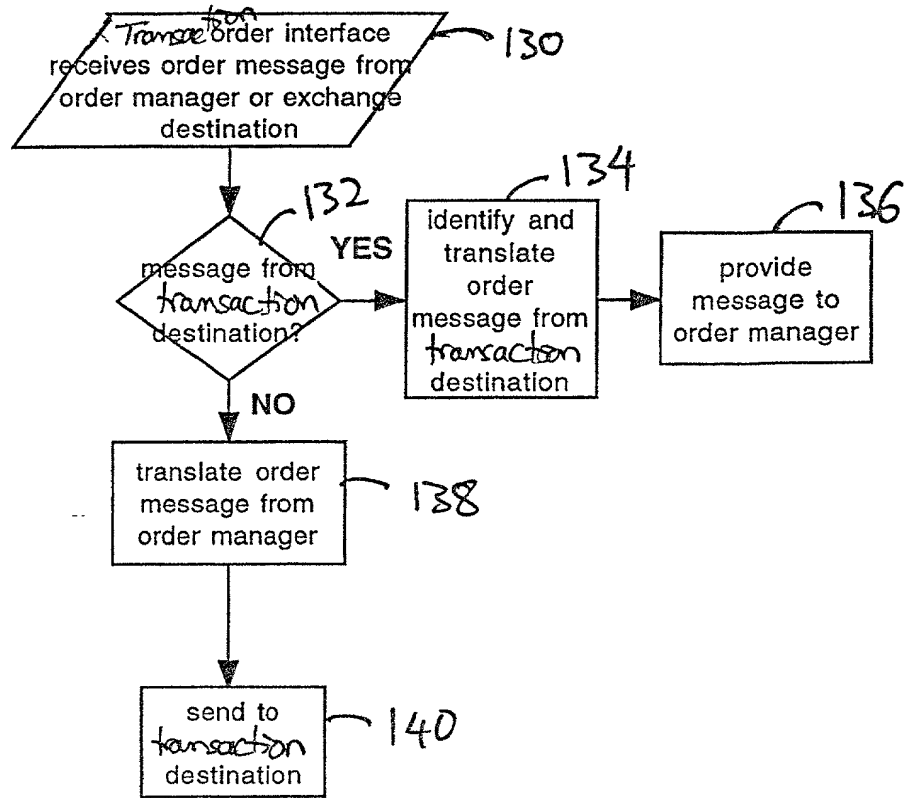 Transaction order interface
receives order message from
order manager or exchange
destination
130
132
message from
transaction
destination?
YES
134
identify and
translate
order
message from
transaction
destination
136
provide
message to
order manager
NO
translate order
message from
order manager
138
send to
transaction
destination
140